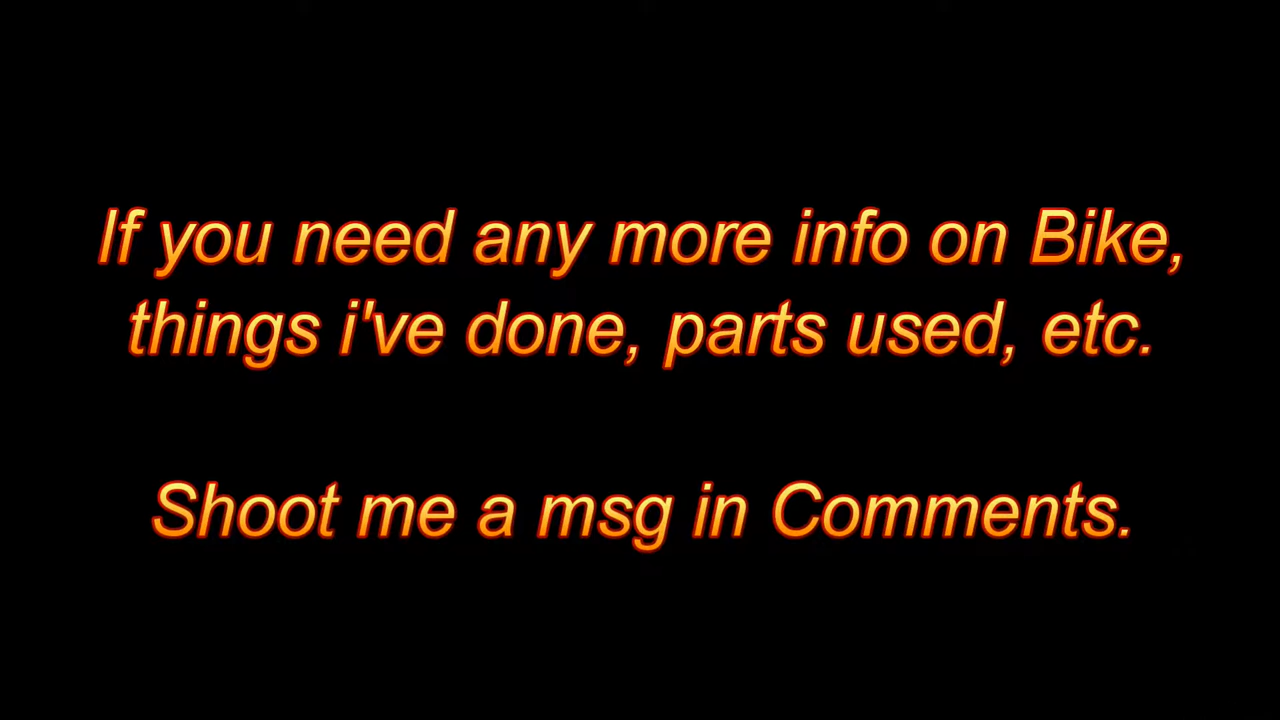 If you need any more info on Bike,
things i've done, parts used, etc.
Shoot me a msg in Comments.